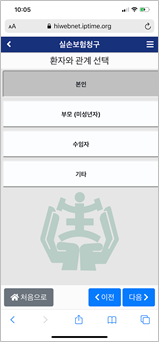 10:05
AA hiwebnet.iptime.org
실손보험청구
환자와 관계 선택
본인
부모 (미성년자)
수임자
기타
처음으로 이전 다음